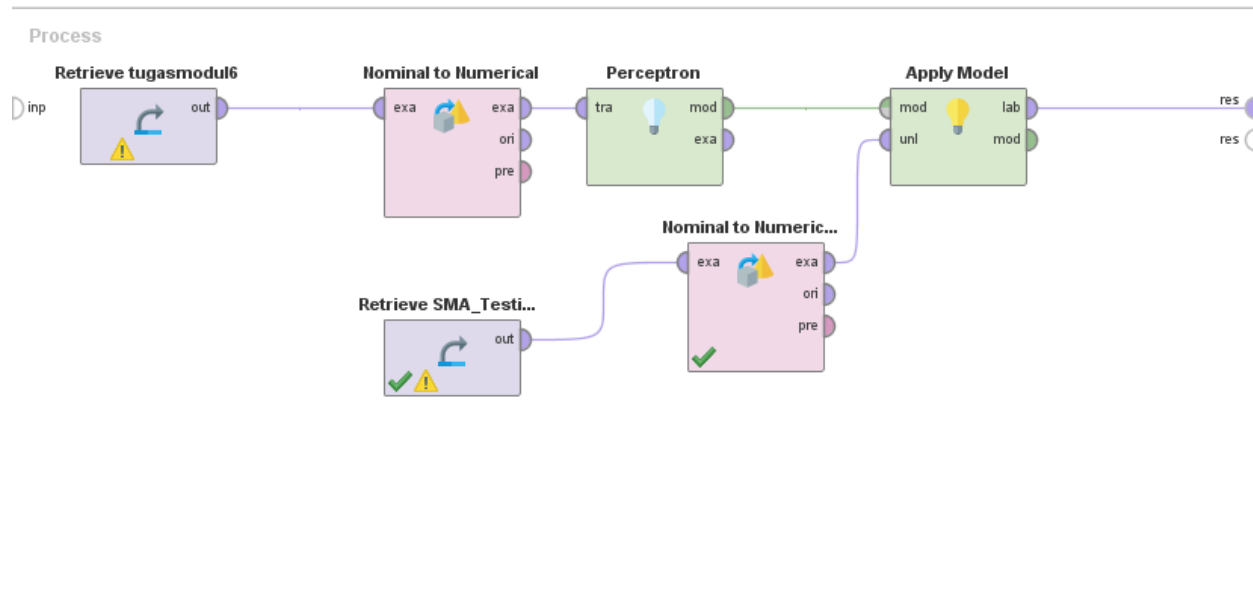 Process
Retrieve tugasmodul6
Nominal to Numerical
Perceptron
Apply Model
inp
out
exa
exa
ori
pre
tra
mod
exa
mod
lab
unl
mod
res
res
Nominal to Numeric...
exa
exa
ori
pre
Retrieve SMA_Testi...
out